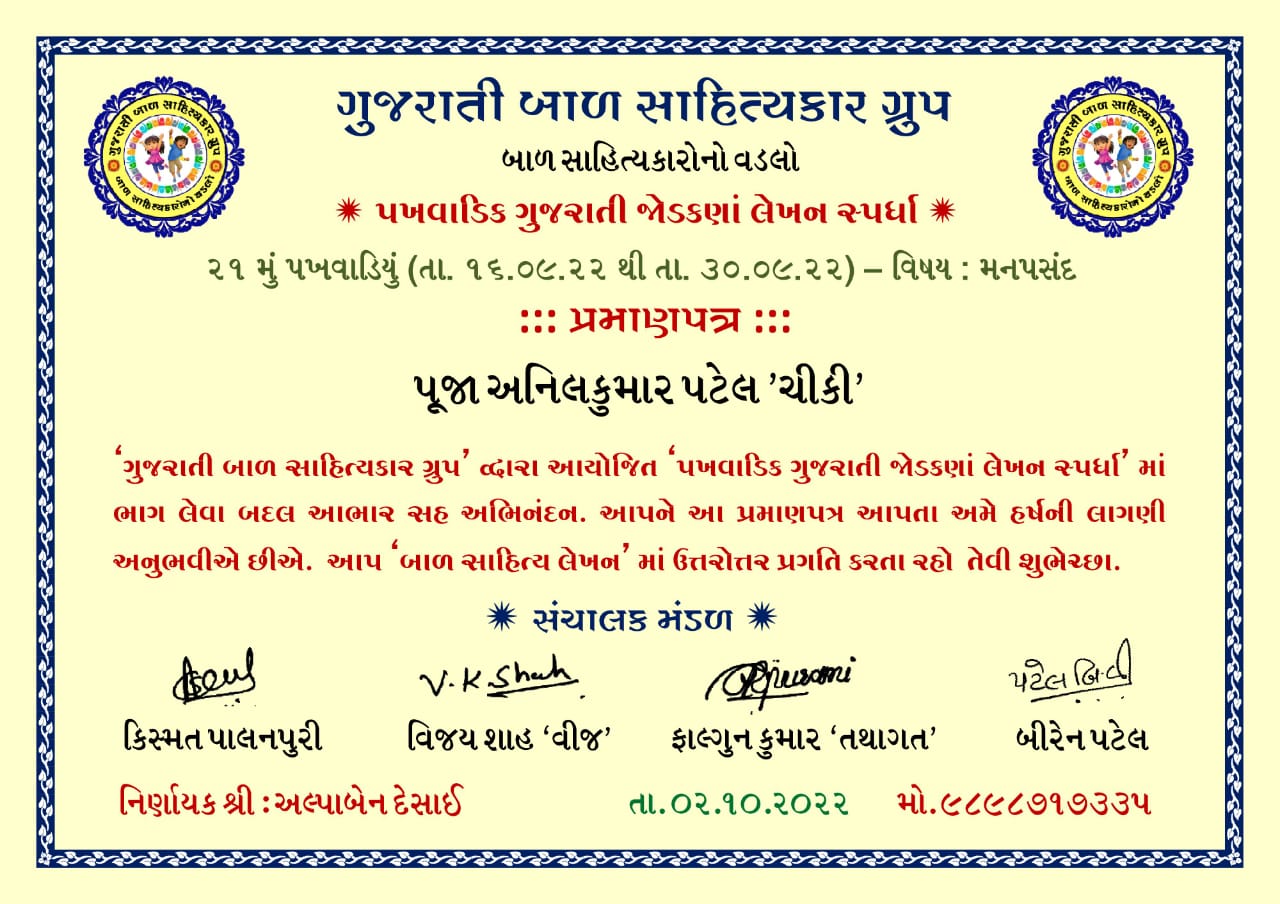 ગુજરાતી બાળ સાહિત્યકાર ગ્રુપ
બાળ સાહિત્યકારોનો વડલો
ગુજરાતી બાળ સાહિત્યકાર ગ્રુપ
બાળ સાહિત્યકારોનો વડલો
ગુજરાતી બાળ સાહિત્યકાર ગ્રુપ
બાળ સાહિત્યકારોનો વડલો
✷ પખવાડિક ગુજરાતી જોડકણાં લેખન સ્પર્ધા ✷
૨૧ મું પખવાડિયું (તા. ૧૬.૦૯.૨૨ થી તા. ૩૦.૦૯.૨૨) – વિષય : મનપસંદ
::: પ્રમાણપત્ર :::
પૂજા અનિલકુમાર પટેલ ’ચીકી’
‘ગુજરાતી બાળ સાહિત્યકાર ગ્રુપ’ દ્વારા આયોજિત ‘પખવાડિક ગુજરાતી જોડકણાં લેખન સ્પર્ધા’ માં
ભાગ લેવા બદલ આભાર સહ અભિનંદન. આપને આ પ્રમાણપત્ર આપતા અમે હર્ષની લાગણી
અનુભવીએ છીએ. આપ ‘બાળ સાહિત્ય લેખન’ માં ઉત્તરોત્તર પ્રગતિ કરતા રહો તેવી શુભેચ્છા.
✷ સંચાલક મંડળ ✷
V.K Shah
પટેલ બિ.વી
કિસ્મત પાલનપુરી વિજય શાહ ‘વીજ’ ફાલ્ગુન કુમાર ‘તથાગત’ બીરેન પટેલ
નિર્ણાયક શ્રી : અલ્પાબેન દેસાઈ તા.૦૨.૧૦.૨૦૨૨ મો.૯૮૯૮૭૧૭૩૩૫